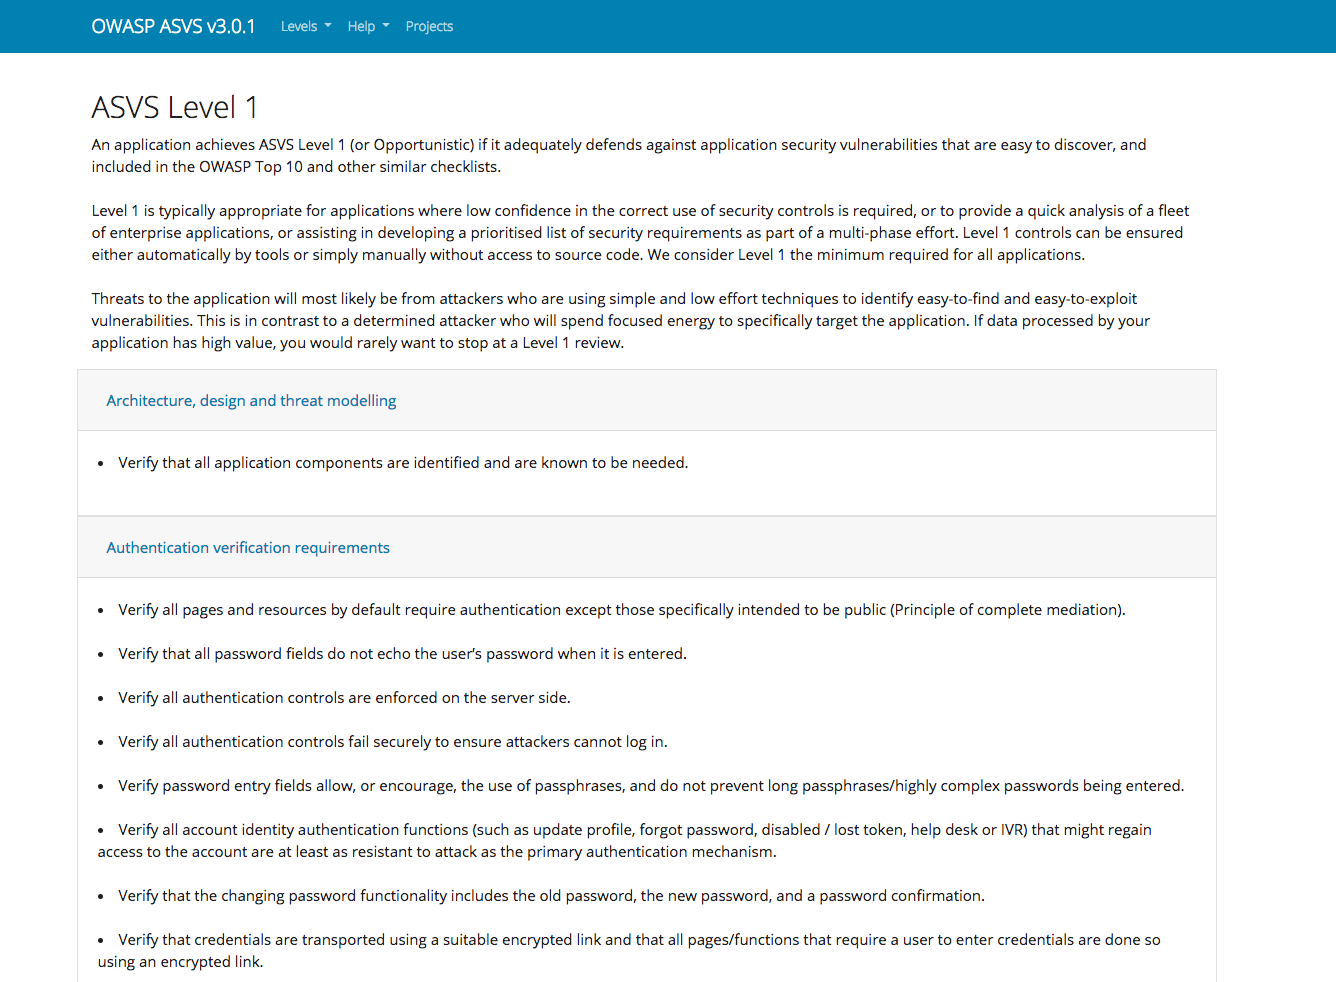 OWASP ASVS v3.0.1 Levels Help Projects
ASVS Level 1
An application achieves ASVS Level 1 (or Opportunistic) if it adequately defends against application security vulnerabilities that are easy to discover, and
included in the OWASP Top 10 and other similar checklists.
Level 1 is typically appropriate for applications where low confidence in the correct use of security controls is required, or to provide a quick analysis of a fleet
of enterprise applications, or assisting in developing a prioritised list of security requirements as part of a multi-phase effort. Level 1 controls can be ensured
either automatically by tools or simply manually without access to source code. We consider Level 1 the minimum required for all applications.
Threats to the application will most likely be from attackers who are using simple and low effort techniques to identify easy-to-find and easy-to-exploit
vulnerabilities. This is in contrast to a determined attacker who will spend focused energy to specifically target the application. If data processed by your
application has high value, you would rarely want to stop at a Level 1 review.
Architecture, design and threat modelling
• Verify that all application components are identified and are known to be needed.
Authentication verification requirements
• Verify all pages and resources by default require authentication except those specifically intended to be public (Principle of complete mediation).
• Verify that all password fields do not echo the user’s password when it is entered.
• Verify all authentication controls are enforced on the server side.
• Verify all authentication controls fail securely to ensure attackers cannot log in.
• Verify password entry fields allow, or encourage, the use of passphrases, and do not prevent long passphrases/highly complex passwords being entered.
• Verify all account identity authentication functions (such as update profile, forgot password, disabled / lost token, help desk or IVR) that might regain
access to the account are at least as resistant to attack as the primary authentication mechanism.
• Verify that the changing password functionality includes the old password, the new password, and a password confirmation.
• Verify that credentials are transported using a suitable encrypted link and that all pages/functions that require a user to enter credentials are done so
using an encrypted link.